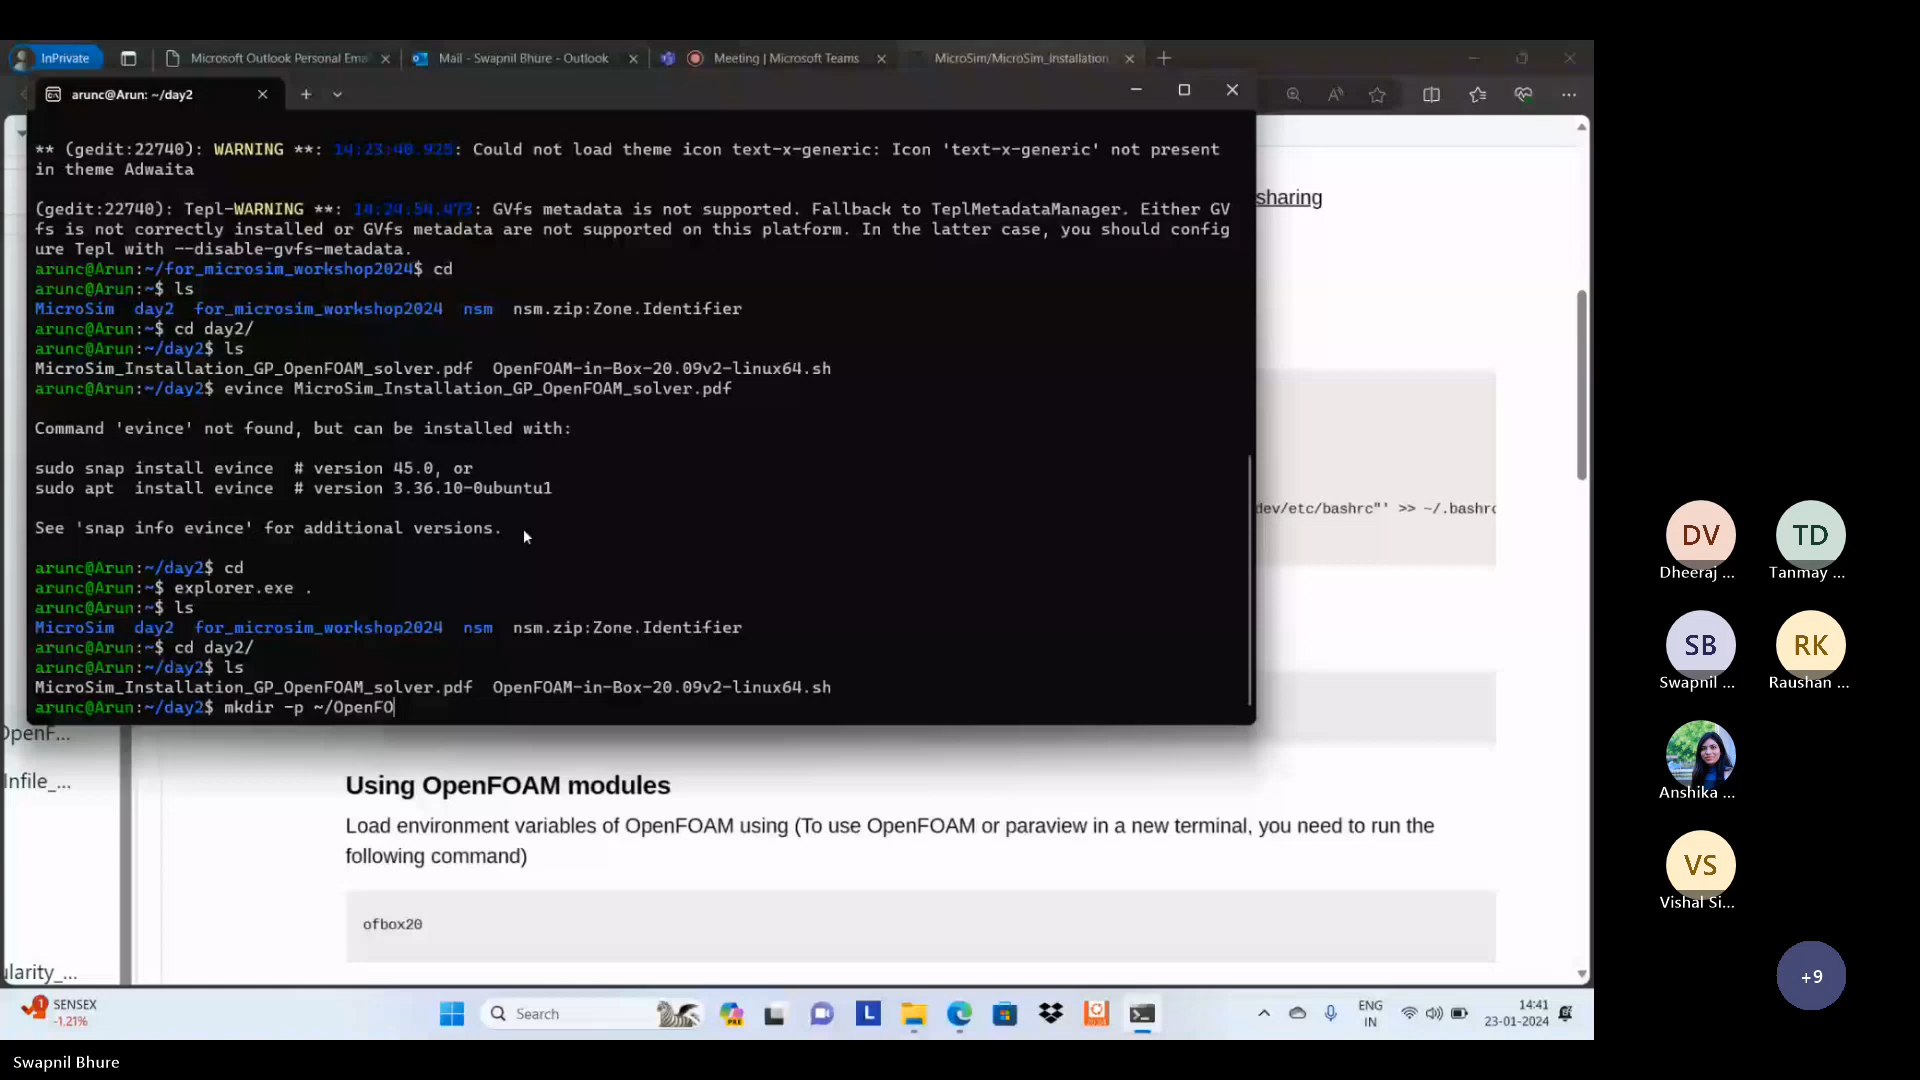 InPrivate
Microsoft Outlook Personal Ema
Mail - Swapnil Bhure - Outlook
Meeting | Microsoft Teams
MicroSim/MicroSim_Installation
arunc@Arun: ~/day2
** (gedit:22740): WARNING **: 14:23:40.925: Could not load theme icon text-x-generic: Icon 'text-x-generic' not present
in theme Adwaita
(gedit:22740): Tepl-WARNING **: 14:24:54.473: GVfs metadata is not supported. Fallback to TeplMetadataManager. Either GV
fs is not correctly installed or GVfs metadata are not supported on this platform. In the latter case, you should config
ure Tepl with --disable-gvfs-metadata.
arunc@Arun:~/for_microsim_workshop2024$ cd
arunc@Arun:~$ ls
MicroSim  day2  for_microsim_workshop2024  nsm  nsm.zip:Zone.Identifier
arunc@Arun:~$ cd day2/
arunc@Arun:~/day2$ ls
MicroSim_Installation_GP_OpenFOAM_solver.pdf  OpenFOAM-in-Box-20.09v2-linux64.sh
arunc@Arun:~/day2$ evince MicroSim_Installation_GP_OpenFOAM_solver.pdf
Command 'evince' not found, but can be installed with:
sudo snap install evince  # version 45.0, or
sudo apt  install evince  # version 3.36.10-0ubuntu1
See 'snap info evince' for additional versions.
arunc@Arun:~/day2$ cd
arunc@Arun:~$ explorer.exe .
arunc@Arun:~$ ls
MicroSim  day2  for_microsim_workshop2024  nsm  nsm.zip:Zone.Identifier
arunc@Arun:~$ cd day2/
arunc@Arun:~/day2$ ls
MicroSim_Installation_GP_OpenFOAM_solver.pdf  OpenFOAM-in-Box-20.09v2-linux64.sh
arunc@Arun:~/day2$ mkdir -p ~/OpenFO
sharing
dev/etc/bashrc"' >> ~/.bashrc
OpenF...
Infile_...
ularity_...
Using OpenFOAM modules
Load environment variables of OpenFOAM using (To use OpenFOAM or paraview in a new terminal, you need to run the
following command)
ofbox20
DV
Dheeraj ...
TD
Tanmay ...
SB
Swapnil ...
RK
Raushan ...
Anshika ...
VS
Vishal Si...
+9
1
SENSEX
-1.21%
Search
PRE
L
ENG
IN
14:41
23-01-2024
Swapnil Bhure